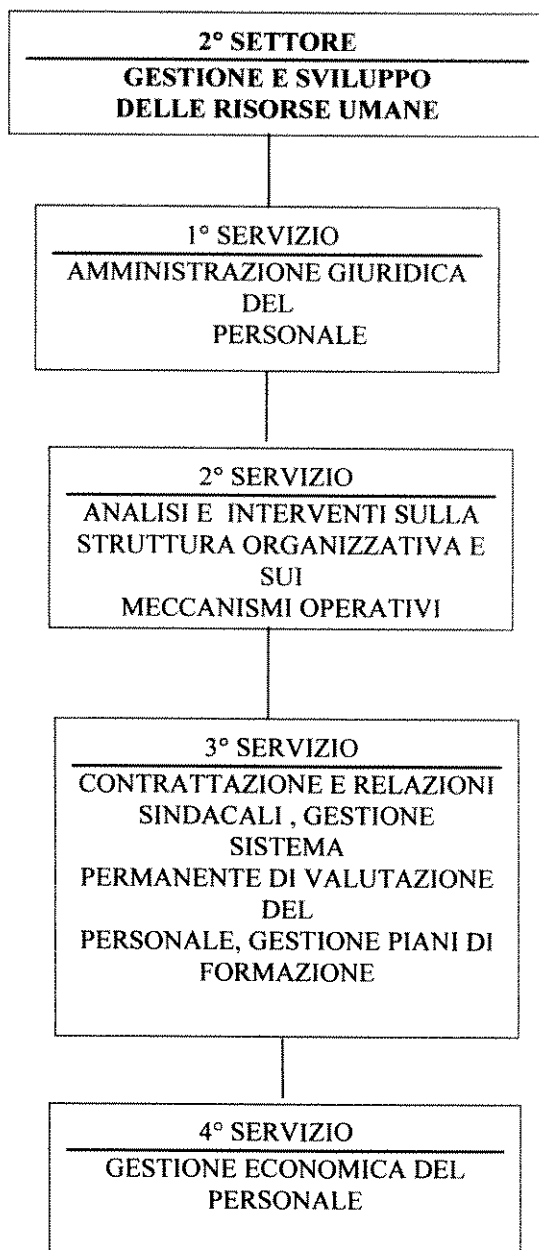 2° SETTORE
GESTIONE E SVILUPPO
DELLE RISORSE UMANE
1° SERVIZIO
AMMINISTRAZIONE GIURIDICA
DEL
PERSONALE
2° SERVIZIO
ANALISI E INTERVENTI SULLA
STRUTTURA ORGANIZZATIVA E
SUI
MECCANISMI OPERATIVI
3° SERVIZIO
CONTRATTAZIONE E RELAZIONI
SINDACALI , GESTIONE
SISTEMA
PERMANENTE DI VALUTAZIONE
DEL
PERSONALE, GESTIONE PIANI DI
FORMAZIONE
4° SERVIZIO
GESTIONE ECONOMICA DEL
PERSONALE